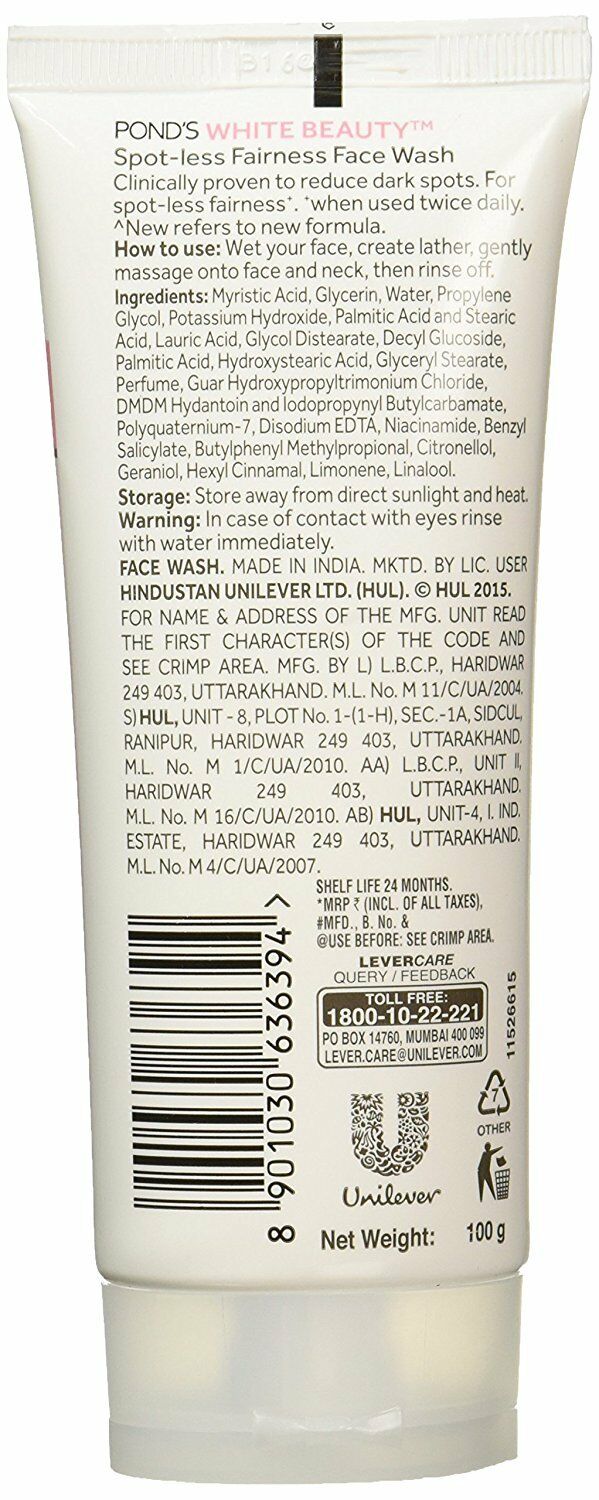 POND'S WHITE BEAUTY™
Spot-less Fairness Face Wash
Clinically proven to reduce dark spots. For
spot-less fairness⁺. ⁺when used twice daily.
^New refers to new formula.
How to use: Wet your face, create lather, gently
massage onto face and neck, then rinse off.
Ingredients: Myristic Acid, Glycerin, Water, Propylene
Glycol, Potassium Hydroxide, Palmitic Acid and Stearic
Acid, Lauric Acid, Glycol Distearate, Decyl Glucoside,
Palmitic Acid, Hydroxystearic Acid, Glyceryl Stearate,
Perfume, Guar Hydroxypropyltrimonium Chloride,
DMDM Hydantoin and Iodopropynyl Butylcarbamate,
Polyquaternium-7, Disodium EDTA, Niacinamide, Benzyl
Salicylate, Butylphenyl Methylpropional, Citronellol,
Geraniol, Hexyl Cinnamal, Limonene, Linalool.
Storage: Store away from direct sunlight and heat.
Warning: In case of contact with eyes rinse
with water immediately.
FACE WASH. MADE IN INDIA. MKTD. BY LIC. USER
HINDUSTAN UNILEVER LTD. (HUL). © HUL 2015.
FOR NAME & ADDRESS OF THE MFG. UNIT READ
THE FIRST CHARACTER(S) OF THE CODE AND
SEE CRIMP AREA. MFG. BY L) L.B.C.P., HARIDWAR
249 403, UTTARAKHAND. M.L. No. M 11/C/UA/2004.
S) HUL, UNIT - 8, PLOT No. 1-(1-H), SEC.-1A, SIDCUL,
RANIPUR, HARIDWAR 249 403, UTTARAKHAND.
M.L. No. M 1/C/UA/2010. AA) L.B.C.P., UNIT II,
HARIDWAR 249 403, UTTARAKHAND.
M.L. No. M 16/C/UA/2010. AB) HUL, UNIT-4, I. IND.
ESTATE, HARIDWAR 249 403, UTTARAKHAND.
M.L. No. M 4/C/UA/2007.
SHELF LIFE 24 MONTHS.
*MRP ₹ (INCL. OF ALL TAXES),
#MFD., B. No. &
@USE BEFORE: SEE CRIMP AREA.
LEVERCARE
QUERY / FEEDBACK
TOLL FREE:
1800-10-22-221
PO BOX 14760, MUMBAI 400 099
LEVER.CARE@UNILEVER.COM
11526615
8 901030 636394 >
7
OTHER
Unilever
Net Weight: 100 g